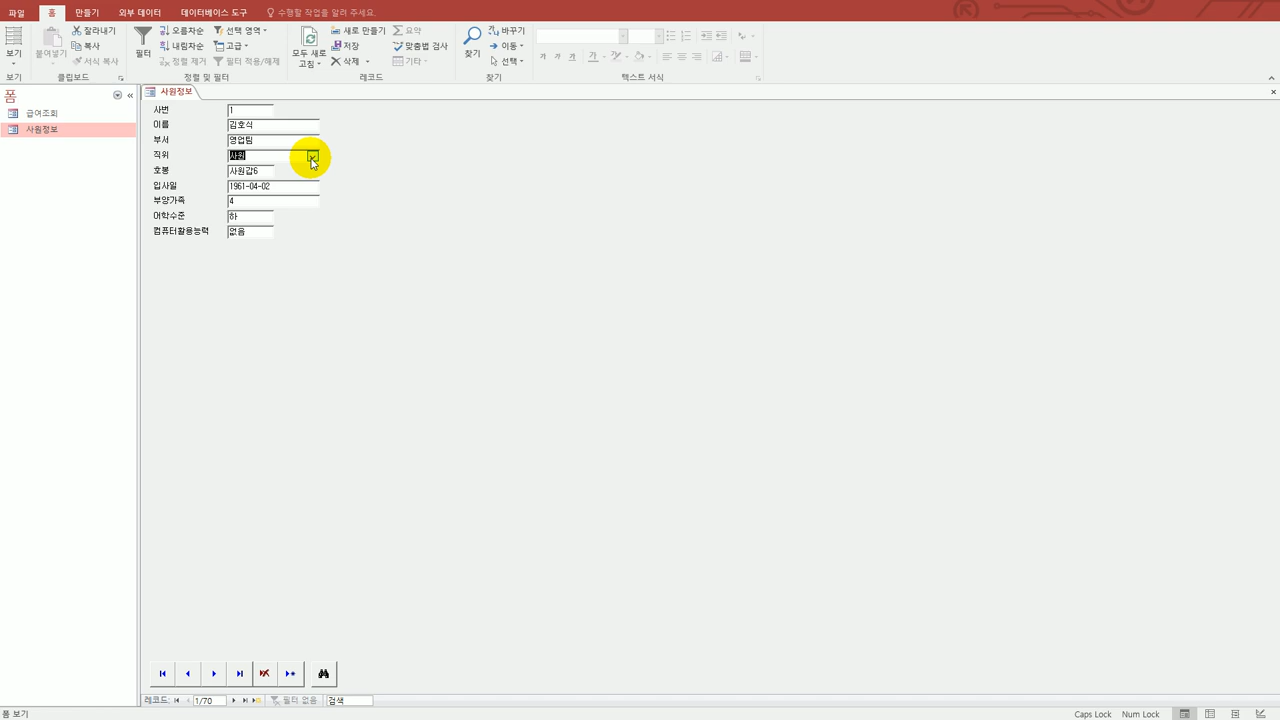 파일 홈 만들기 외부 데이터 데이터베이스 도구 수행할 작업을 알려 주세요.
보기
붙여넣기
잘라내기
복사
서식 복사
클립보드
필터
오름차순
내림차순
정렬 제거
선택 영역
고급
필터 적용/해제
정렬 및 필터
모두 새로 고침
새로 만들기
저장
삭제
요약
맞춤법 검사
기타
레코드
찾기
바꾸기
이동
선택
찾기
가 가 가
텍스트 서식
폼
급여조회
사원정보
사원정보
사번 1
이름 김호식
부서 영업팀
직위 사원
호봉 사원갑6
입사일 1961-04-02
부양가족 4
어학수준 하
컴퓨터활용능력 없음
레코드: 1/70 필터 없음 검색
폼 보기 Caps Lock Num Lock